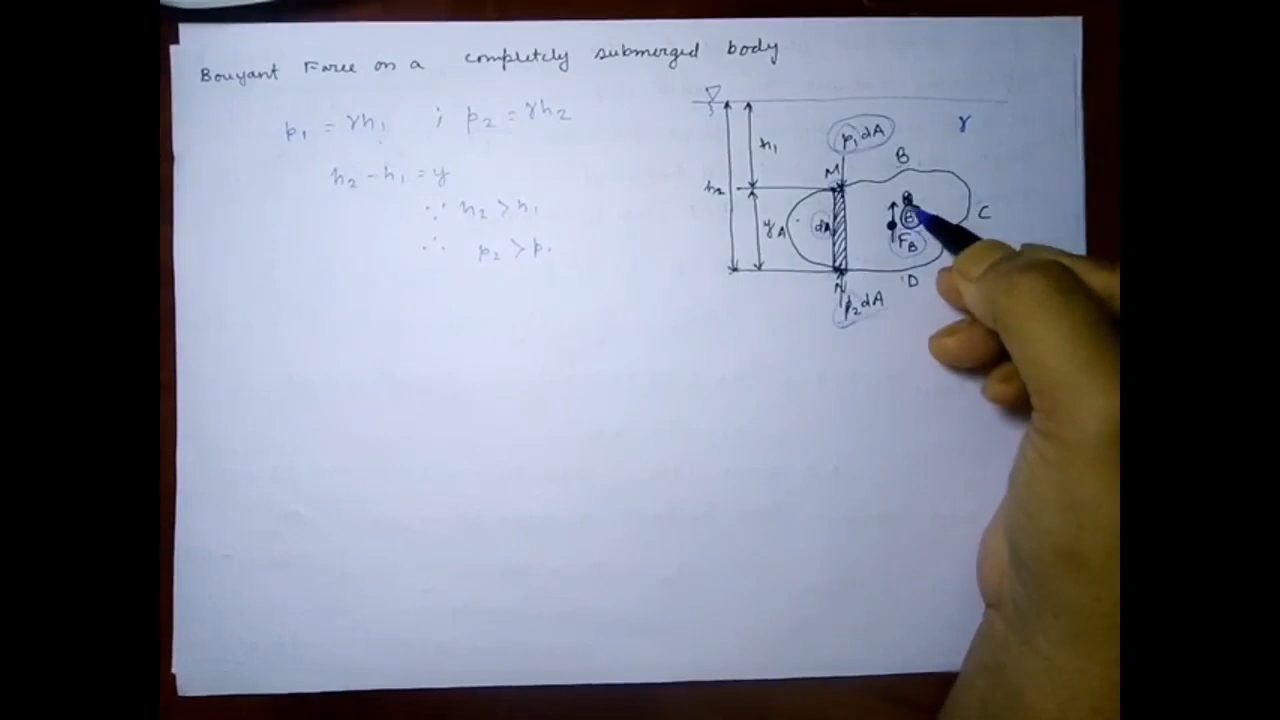 Bouyant Force on a completely submerged body
p₁ = γh₁ ; p₂ = γh₂
h₂ - h₁ = y
∵ h₂ > h₁
∴ p₂ > p₁
γ
p₁dA
h₁
M
B
h₂
y
A
dA
B
C
F_B
N
D
p₂dA